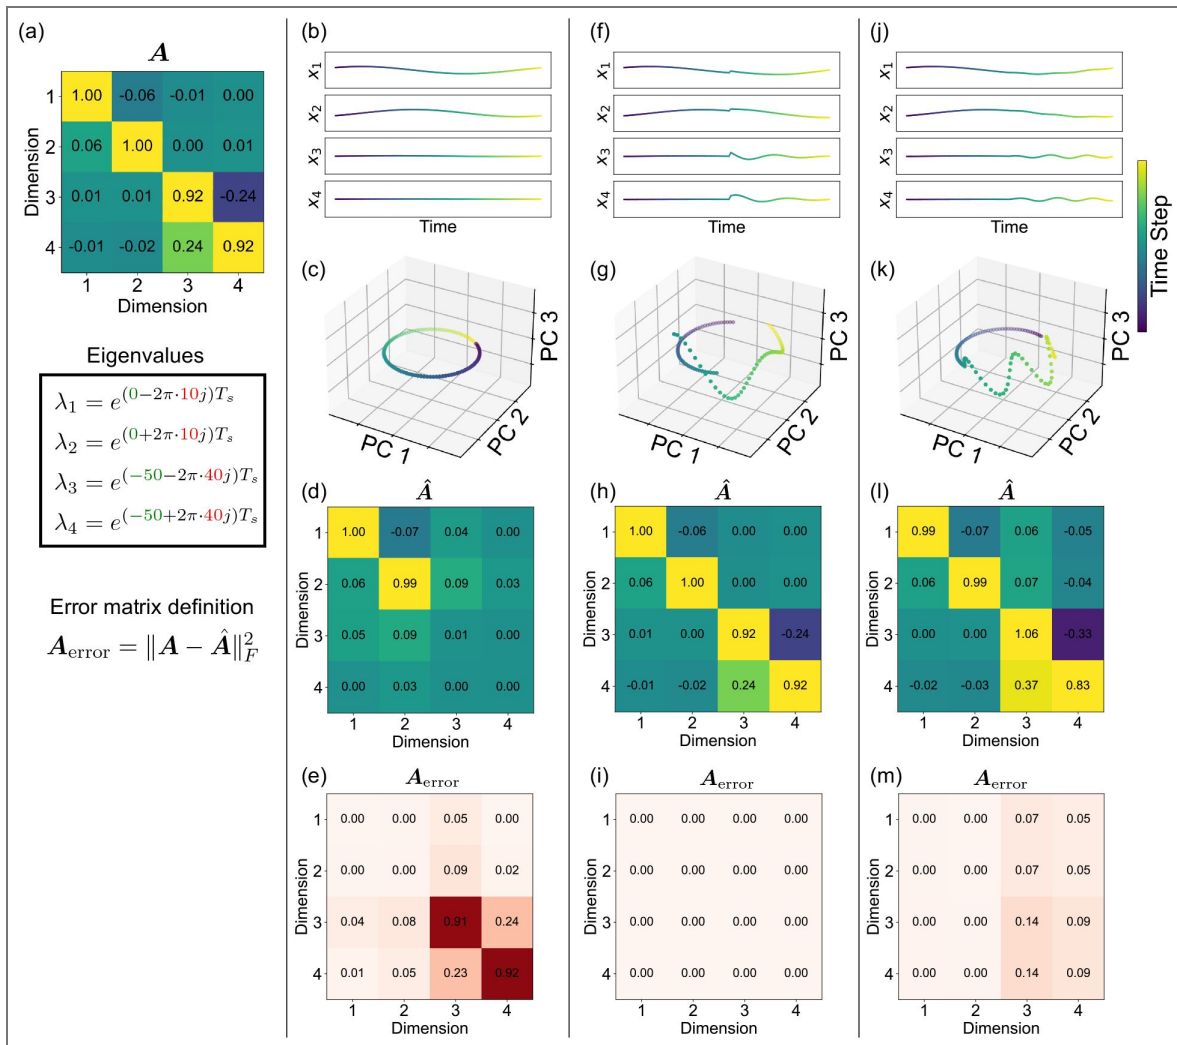 (a)
A
1 1.00 -0.06 -0.01 0.00
2 0.06 1.00 0.00 0.01
3 0.01 0.01 0.92 -0.24
4 -0.01 -0.02 0.24 0.92
1 2 3 4
Dimension
Dimension
Eigenvalues
λ₁ = e^{(0−2π·10j)Tₛ}
λ₂ = e^{(0+2π·10j)Tₛ}
λ₃ = e^{(−50−2π·40j)Tₛ}
λ₄ = e^{(−50+2π·40j)Tₛ}
Error matrix definition
A_error = ‖A − Â‖²_F
(b)
x₁
x₂
x₃
x₄
Time
(c)
PC 1
PC 2
PC 3
(d)
Â
1 1.00 -0.07 0.04 0.00
2 0.06 0.99 0.09 0.03
3 0.05 0.09 0.01 0.00
4 0.00 0.03 0.00 0.00
1 2 3 4
Dimension
Dimension
(e)
A_error
1 0.00 0.00 0.05 0.00
2 0.00 0.00 0.09 0.02
3 0.04 0.08 0.91 0.24
4 0.01 0.05 0.23 0.92
1 2 3 4
Dimension
Dimension
(f)
x₁
x₂
x₃
x₄
Time
(g)
PC 1
PC 2
PC 3
(h)
Â
1 1.00 -0.06 0.00 0.00
2 0.06 1.00 0.00 0.00
3 0.01 0.00 0.92 -0.24
4 -0.01 -0.02 0.24 0.92
1 2 3 4
Dimension
Dimension
(i)
A_error
1 0.00 0.00 0.00 0.00
2 0.00 0.00 0.00 0.00
3 0.00 0.00 0.00 0.00
4 0.00 0.00 0.00 0.00
1 2 3 4
Dimension
Dimension
(j)
x₁
x₂
x₃
x₄
Time
Time Step
(k)
PC 1
PC 2
PC 3
(l)
Â
1 0.99 -0.07 0.06 -0.05
2 0.06 0.99 0.07 -0.04
3 0.00 0.00 1.06 -0.33
4 -0.02 -0.03 0.37 0.83
1 2 3 4
Dimension
Dimension
(m)
A_error
1 0.00 0.00 0.07 0.05
2 0.00 0.00 0.07 0.05
3 0.00 0.00 0.14 0.09
4 0.00 0.00 0.14 0.09
1 2 3 4
Dimension
Dimension